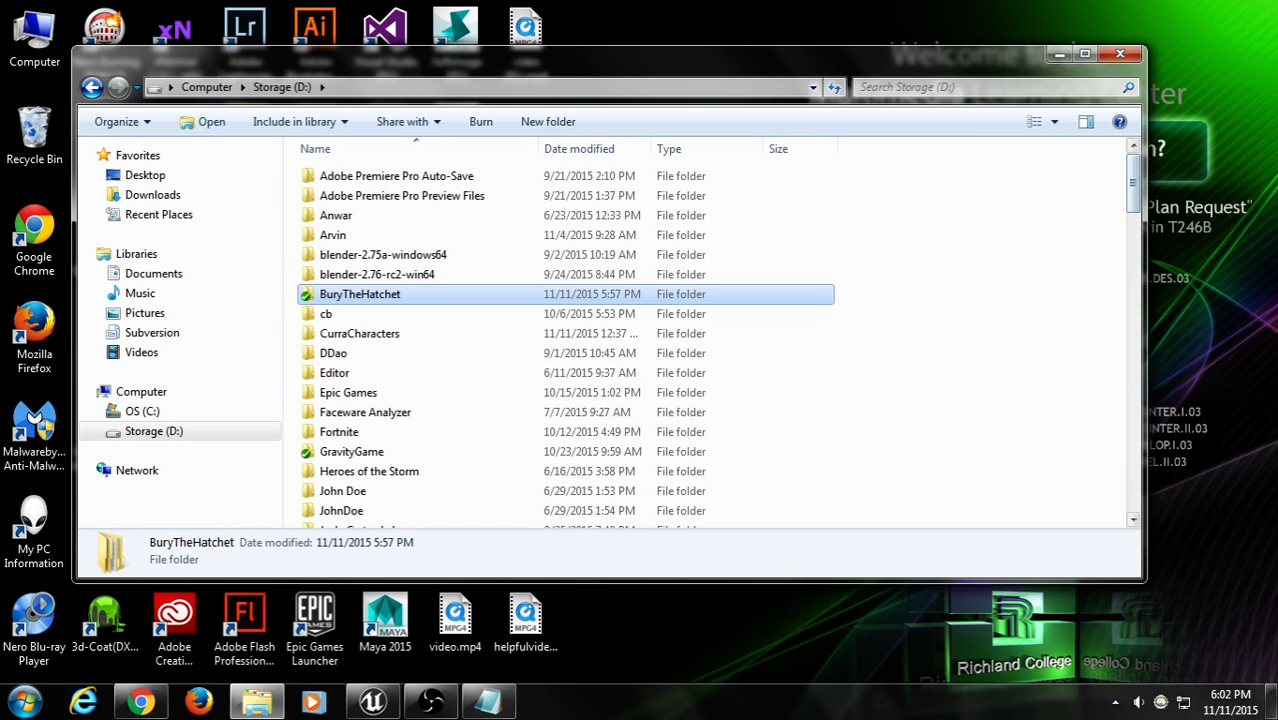 Computer
Recycle Bin
Google
Chrome
Mozilla
Firefox
Malwareby...
Anti-Malw...
My PC
Information
Nero Blu-ray
Player
xN
Lr
Ai
MPG4
Welcome
Computer Storage (D:)
Search Storage (D:)
Organize Open Include in library Share with Burn New folder
Favorites
Desktop
Downloads
Recent Places
Libraries
Documents
Music
Pictures
Subversion
Videos
Computer
OS (C:)
Storage (D:)
Network
Name Date modified Type Size
Adobe Premiere Pro Auto-Save 9/21/2015 2:10 PM File folder
Adobe Premiere Pro Preview Files 9/21/2015 1:37 PM File folder
Anwar 6/23/2015 12:33 PM File folder
Arvin 11/4/2015 9:28 AM File folder
blender-2.75a-windows64 9/2/2015 10:19 AM File folder
blender-2.76-rc2-win64 9/24/2015 8:44 PM File folder
BuryTheHatchet 11/11/2015 5:57 PM File folder
cb 10/6/2015 5:53 PM File folder
CurraCharacters 11/11/2015 12:37 ... File folder
DDao 9/1/2015 10:45 AM File folder
Editor 6/11/2015 9:37 AM File folder
Epic Games 10/15/2015 1:02 PM File folder
Faceware Analyzer 7/7/2015 9:27 AM File folder
Fortnite 10/12/2015 4:49 PM File folder
GravityGame 10/23/2015 9:59 AM File folder
Heroes of the Storm 6/16/2015 3:58 PM File folder
John Doe 6/29/2015 1:53 PM File folder
JohnDoe 6/29/2015 1:54 PM File folder
BuryTheHatchet Date modified: 11/11/2015 5:57 PM
File folder
?
Plan Request"
in T246B
DES.03
NTER.I.03
NTER.II.03
LOP.I.03
EL.II.03
3d-Coat(DX...
Adobe
Creati...
Fl
Adobe Flash
Profession...
EPIC
GAMES
Epic Games
Launcher
Maya 2015
MPG4
video.mp4
MPG4
helpfulvide...
Richland College
6:02 PM
11/11/2015